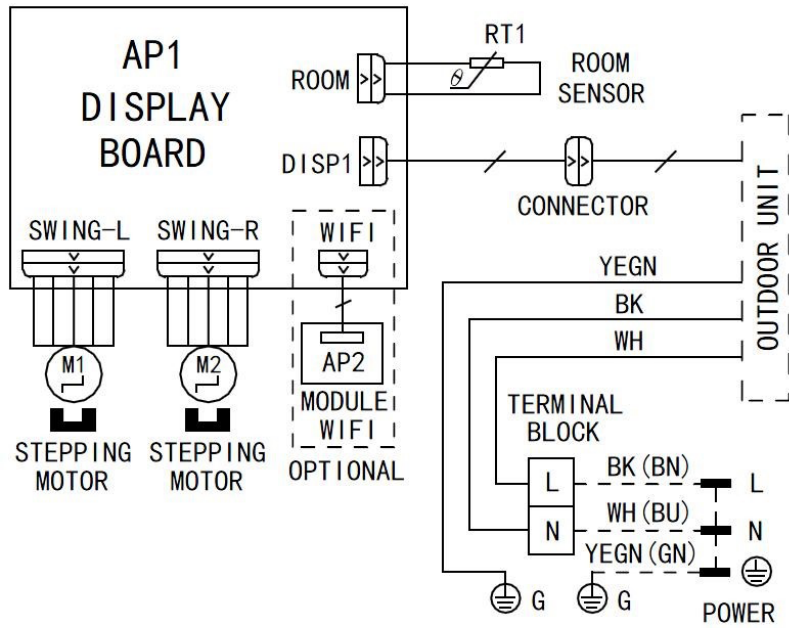 AP1
DISPLAY
BOARD
ROOM
RT1
θ
ROOM
SENSOR
DISP1
CONNECTOR
OUTDOOR UNIT
SWING-L
SWING-R
WIFI
M1
M2
AP2
MODULE
WIFI
OPTIONAL
STEPPING
MOTOR
STEPPING
MOTOR
YEGN
BK
WH
TERMINAL
BLOCK
L
BK(BN)
L
N
WH(BU)
N
YEGN(GN)
G
G
POWER